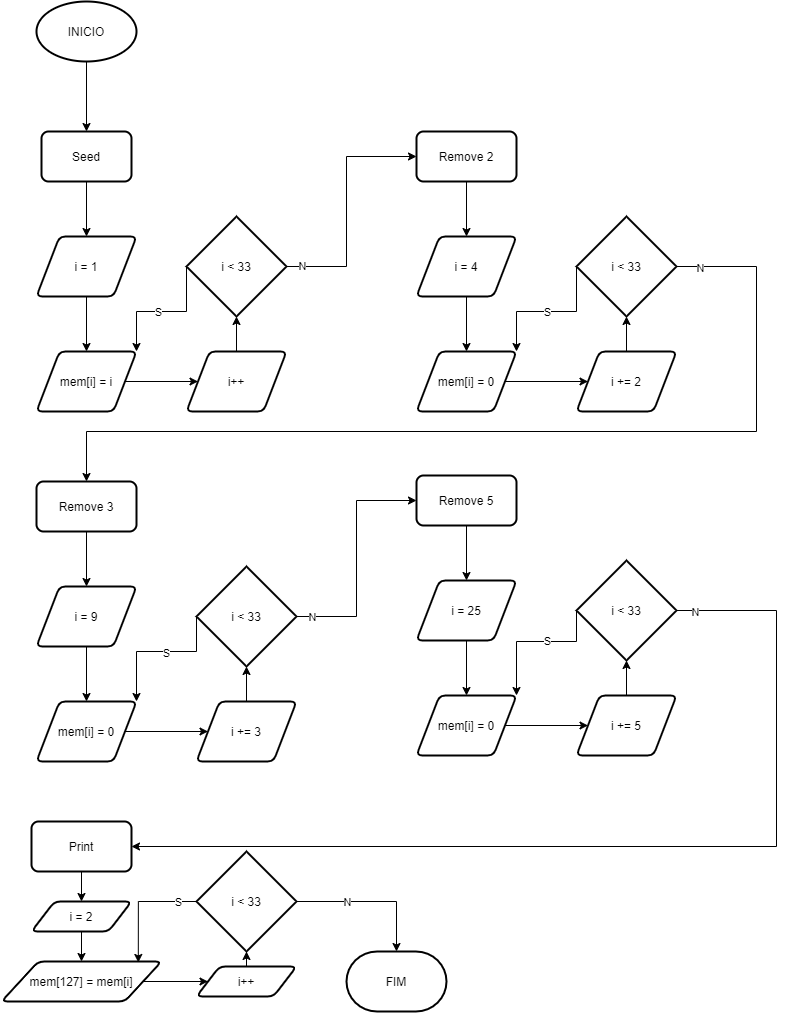 INICIO
Seed
i = 1
mem[i] = i
i++
i < 33
S
N
Remove 2
i = 4
mem[i] = 0
i += 2
i < 33
S
N
Remove 3
i = 9
mem[i] = 0
i += 3
i < 33
S
N
Remove 5
i = 25
mem[i] = 0
i += 5
i < 33
S
N
Print
i = 2
mem[127] = mem[i]
i++
i < 33
S
N
FIM